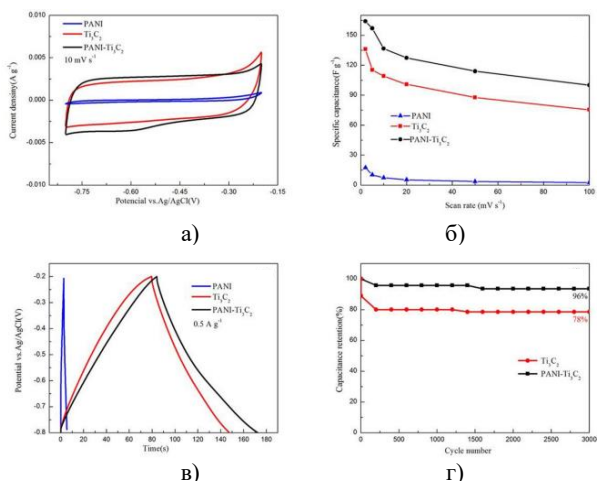 PANI
Ti₃C₂
PANI-Ti₃C₂
10 mV s⁻¹
0.010
0.005
0.000
-0.005
-0.010
-0.75
-0.60
-0.45
-0.30
-0.15
Current density(A g⁻¹)
Potencial vs.Ag/AgCl(V)
а)
180
150
120
90
60
30
0
0
20
40
60
80
100
PANI
Ti₃C₂
PANI-Ti₃C₂
Specific capacitance(F g⁻¹)
Scan rate (mV s⁻¹)
б)
-0.2
-0.3
-0.4
-0.5
-0.6
-0.7
-0.8
0
20
40
60
80
100
120
140
160
180
PANI
Ti₃C₂
PANI-Ti₃C₂
0.5 A g⁻¹
Potential vs.Ag/AgCl(V)
Time(s)
в)
120
100
80
60
40
20
0
0
500
1000
1500
2000
2500
3000
96%
78%
Ti₃C₂
PANI-Ti₃C₂
Capacitance retention(%)
Cycle number
г)